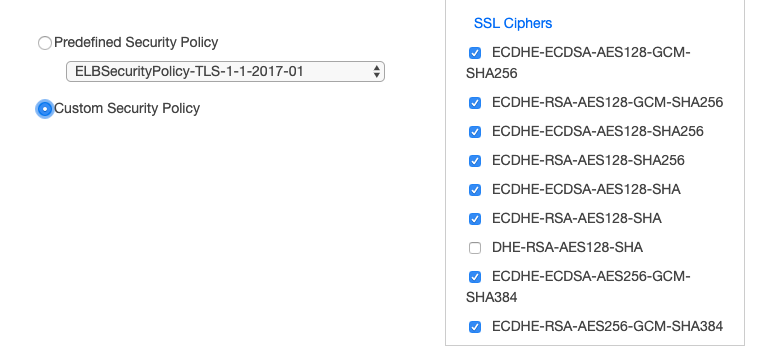 Predefined Security Policy
ELBSecurityPolicy-TLS-1-1-2017-01
Custom Security Policy
SSL Ciphers
ECDHE-ECDSA-AES128-GCM-
SHA256
ECDHE-RSA-AES128-GCM-SHA256
ECDHE-ECDSA-AES128-SHA256
ECDHE-RSA-AES128-SHA256
ECDHE-ECDSA-AES128-SHA
ECDHE-RSA-AES128-SHA
DHE-RSA-AES128-SHA
ECDHE-ECDSA-AES256-GCM-
SHA384
ECDHE-RSA-AES256-GCM-SHA384